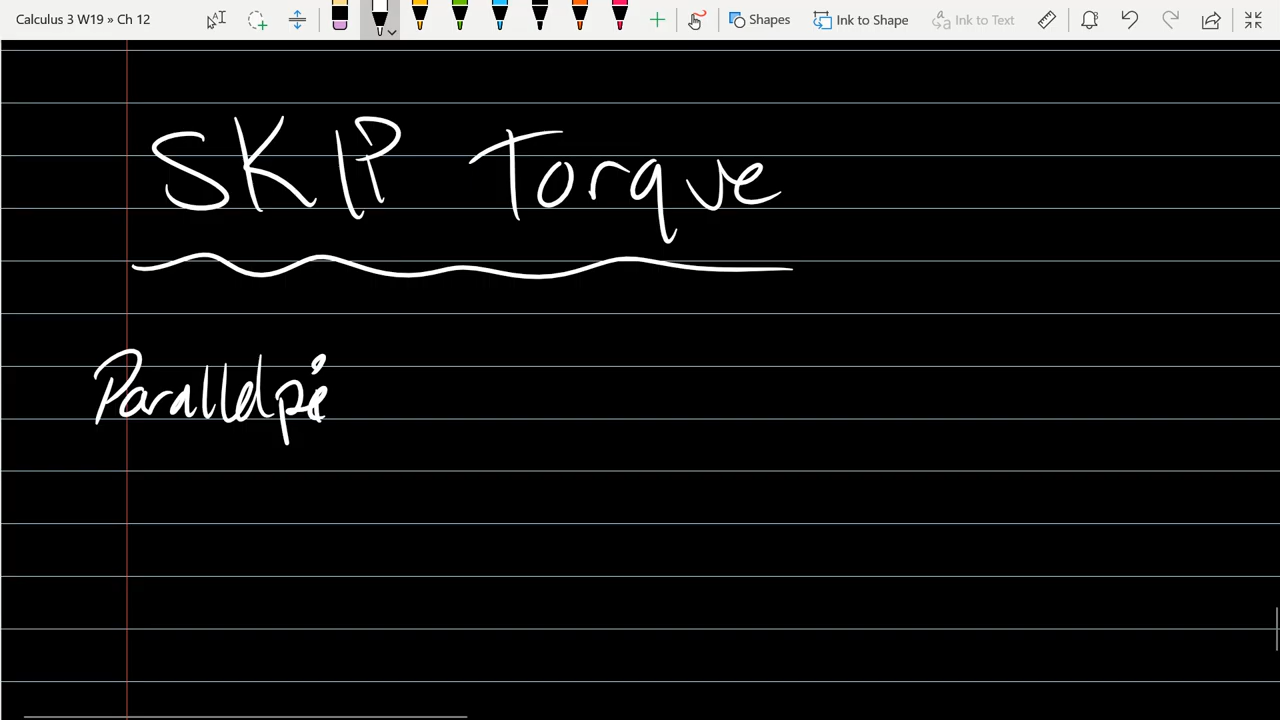 Calculus 3 W19 » Ch 12
Shapes
Ink to Shape
Ink to Text
SKIP Torque
Parallelpi